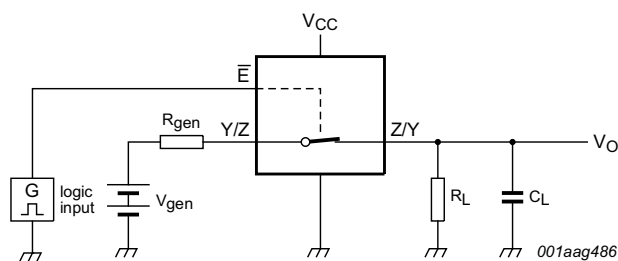 VCC
E̅
Rgen
Y/Z
Z/Y
VO
G
logic
input
Vgen
RL
CL
001aag486